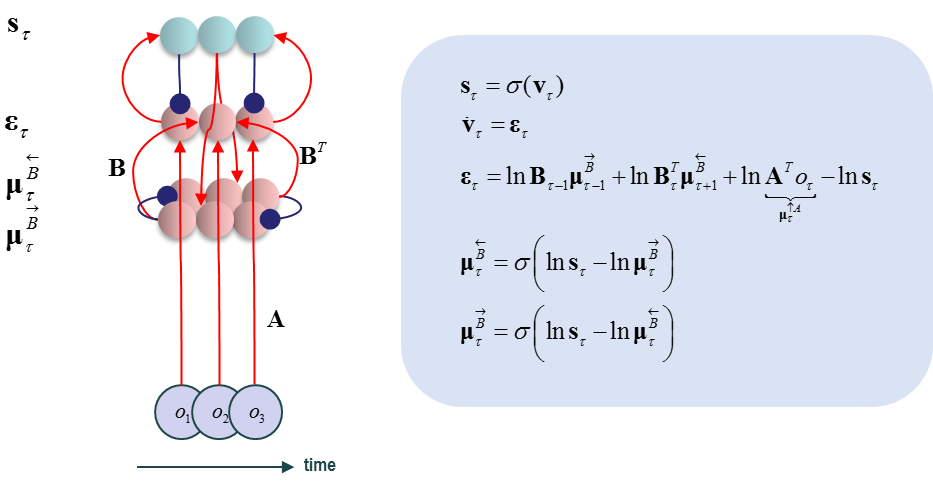 s_τ
ε_τ
μ_τ^{←B}
μ_τ^{→B}
B
B^T
A
o_1 o_2 o_3
time
s_τ = σ(v_τ)
v̇_τ = ε_τ
ε_τ = ln B_{τ−1} μ_{τ−1}^{→B} + ln B_τ^T μ_{τ+1}^{←B} + ln A^T o_τ − ln s_τ
μ_τ^{↑A}
μ_τ^{←B} = σ(ln s_τ − ln μ_τ^{→B})
μ_τ^{→B} = σ(ln s_τ − ln μ_τ^{←B})